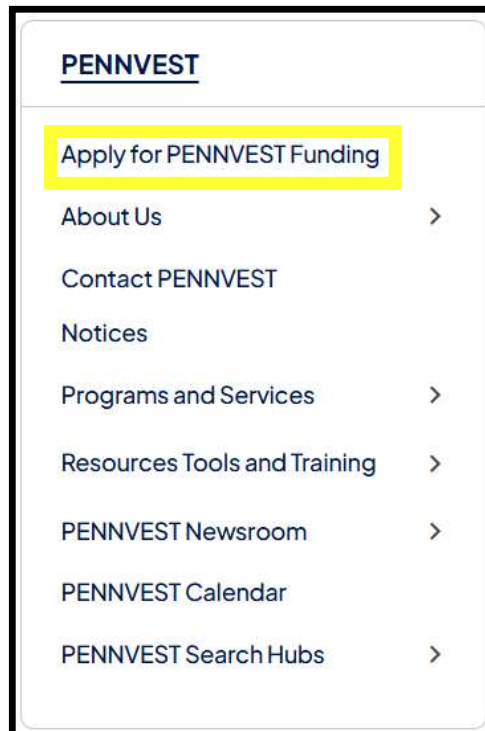 PENNVEST
Apply for PENNVEST Funding
About Us
Contact PENNVEST
Notices
Programs and Services
Resources Tools and Training
PENNVEST Newsroom
PENNVEST Calendar
PENNVEST Search Hubs